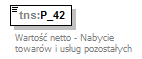 tns:P_42
Wartość netto - Nabycie
towarów i usług pozostałych